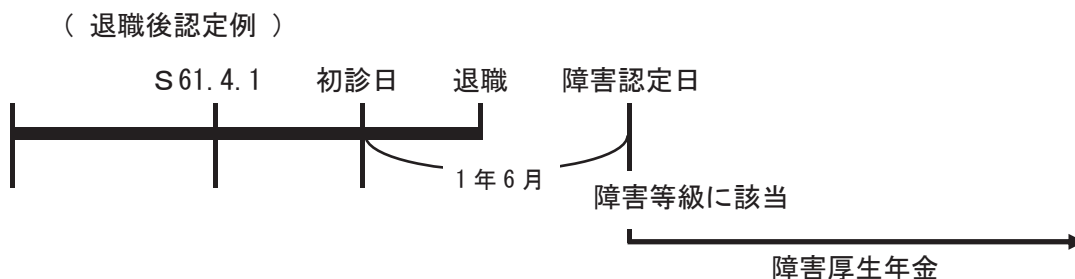 ( 退職後認定例 )
S61.4.1 初診日 退職 障害認定日
1年6月
障害等級に該当
障害厚生年金